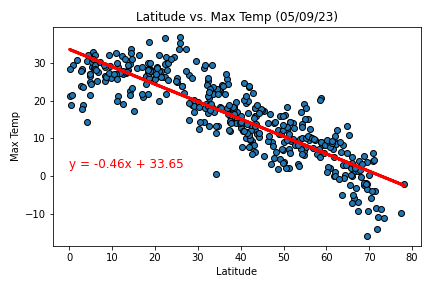 Latitude vs. Max Temp (05/09/23)
Max Temp
30
20
10
0
−10
y = -0.46x + 33.65
0 10 20 30 40 50 60 70 80
Latitude